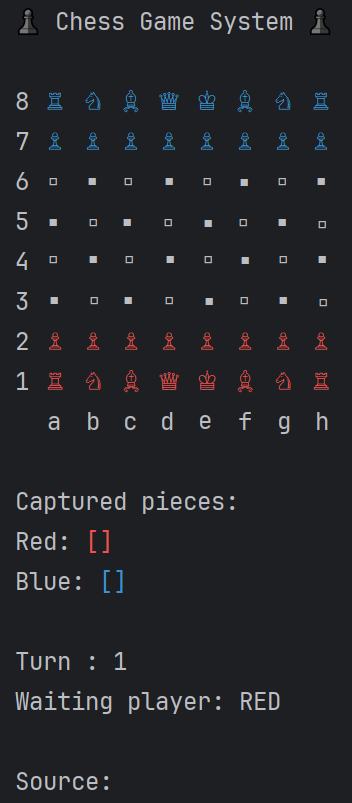 ♟ Chess Game System ♟
8 ♖ ♘ ♗ ♕ ♔ ♗ ♘ ♖
7 ♙ ♙ ♙ ♙ ♙ ♙ ♙ ♙
6 ▫ ▪ ▫ ▪ ▫ ▪ ▫ ▪
5 ▪ ▫ ▪ ▫ ▪ ▫ ▪ ▫
4 ▫ ▪ ▫ ▪ ▫ ▪ ▫ ▪
3 ▪ ▫ ▪ ▫ ▪ ▫ ▪ ▫
2 ♙ ♙ ♙ ♙ ♙ ♙ ♙ ♙
1 ♖ ♘ ♗ ♕ ♔ ♗ ♘ ♖
a b c d e f g h
Captured pieces:
Red: []
Blue: []
Turn : 1
Waiting player: RED
Source: